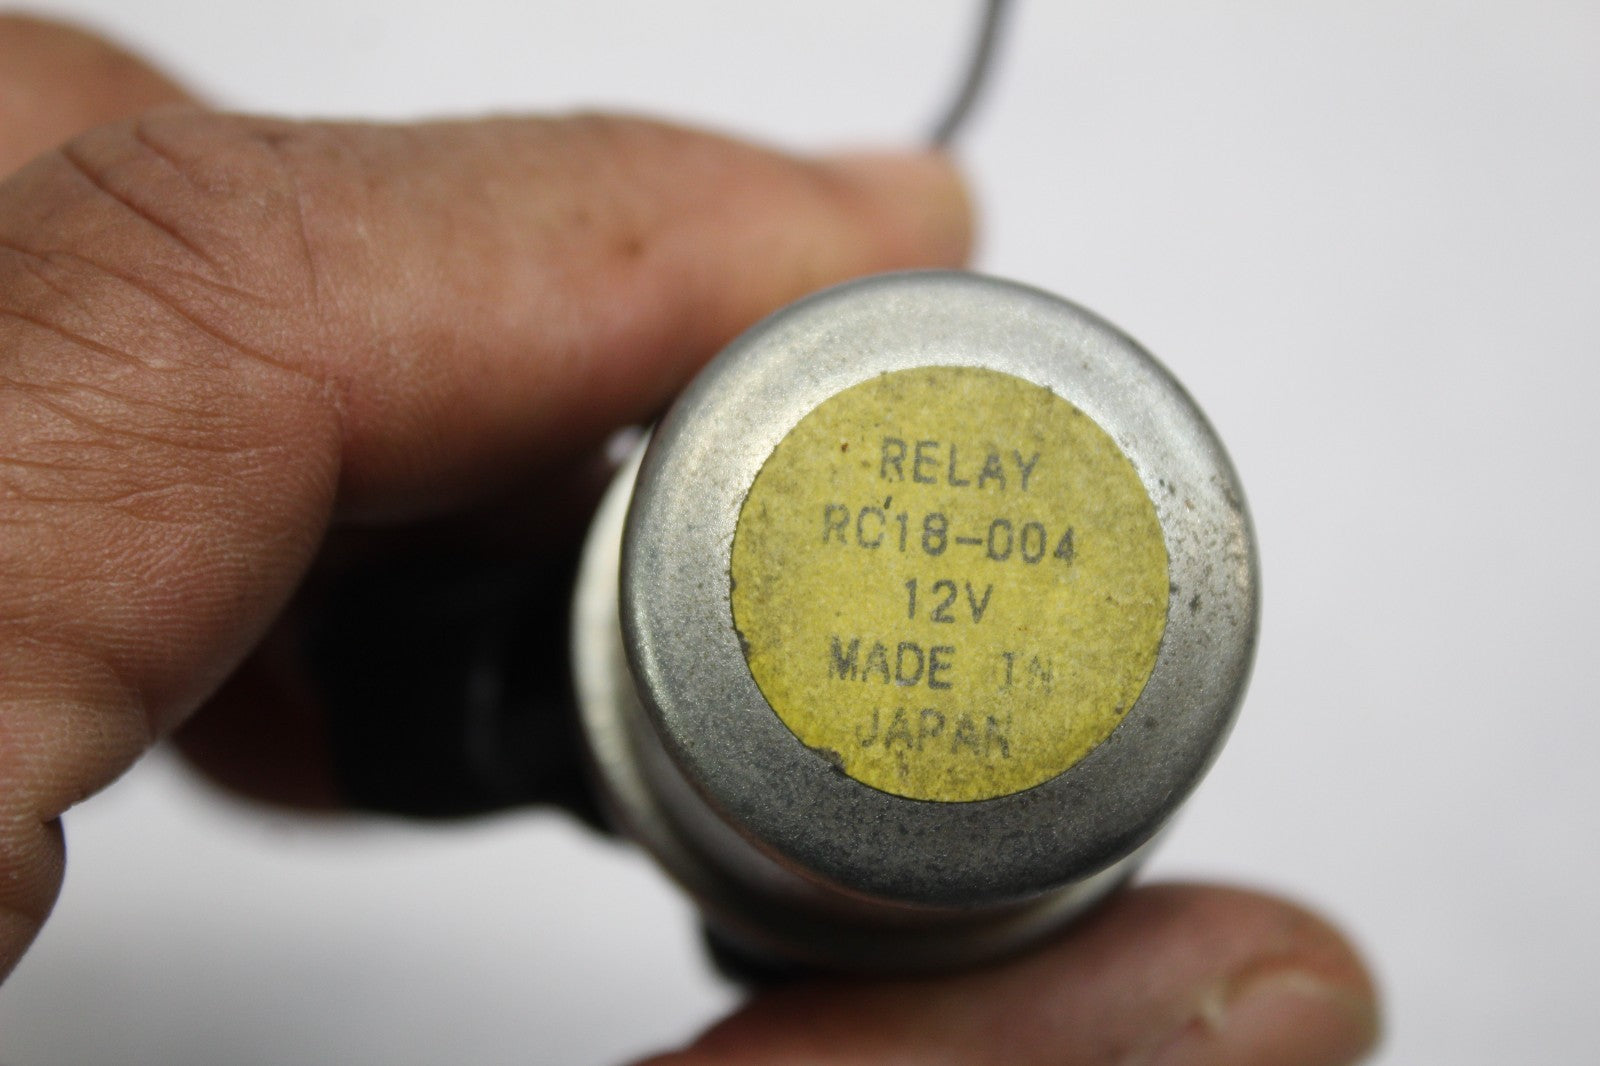 RELAY
RC18-004
12V
MADE IN
JAPAN